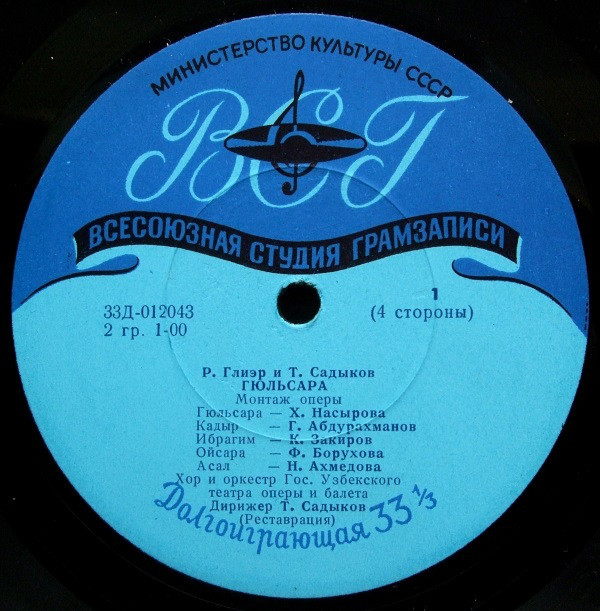 МИНИСТЕРСТВО КУЛЬТУРЫ СССР
ВСГ
ВСЕСОЮЗНАЯ СТУДИЯ ГРАМЗАПИСИ
33Д-012043
2 гр. 1-00
1
(4 стороны)
Р. Глиэр и Т. Садыков
ГЮЛЬСАРА
Монтаж оперы
Гюльсара — Х. Насырова
Кадыр — Г. Абдурахманов
Ибрагим — К. Закиров
Ойсара — Ф. Борухова
Асал — Н. Ахмедова
Хор и оркестр Гос. Узбекского
театра оперы и балета
Дирижер Т. Садыков
(Реставрация)
Долгоиграющая 33 1/3